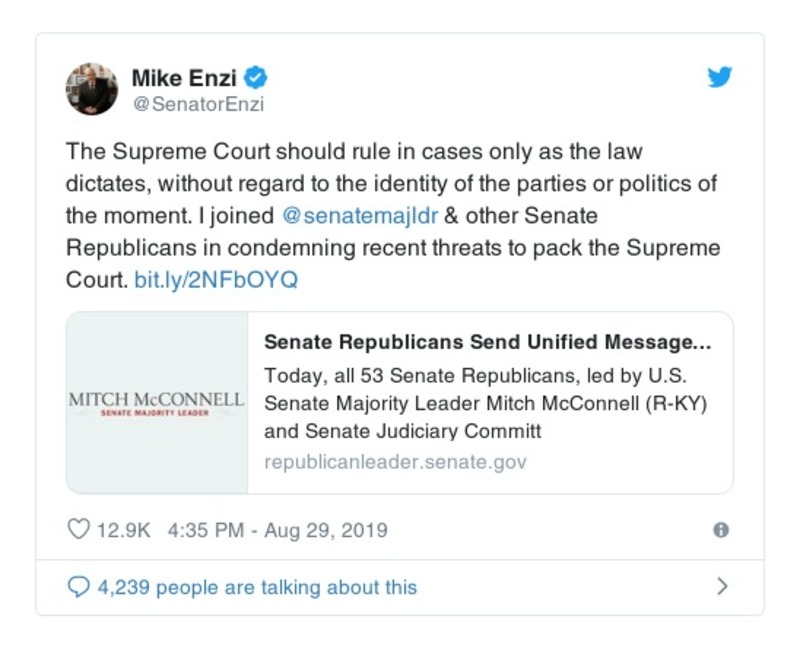 Mike Enzi
@SenatorEnzi
The Supreme Court should rule in cases only as the law
dictates, without regard to the identity of the parties or politics of
the moment. I joined @senatemajldr & other Senate
Republicans in condemning recent threats to pack the Supreme
Court. bit.ly/2NFbOYQ
MITCH McCONNELL
SENATE MAJORITY LEADER
Senate Republicans Send Unified Message...
Today, all 53 Senate Republicans, led by U.S.
Senate Majority Leader Mitch McConnell (R-KY)
and Senate Judiciary Committ
republicanleader.senate.gov
12.9K 4:35 PM - Aug 29, 2019
4,239 people are talking about this